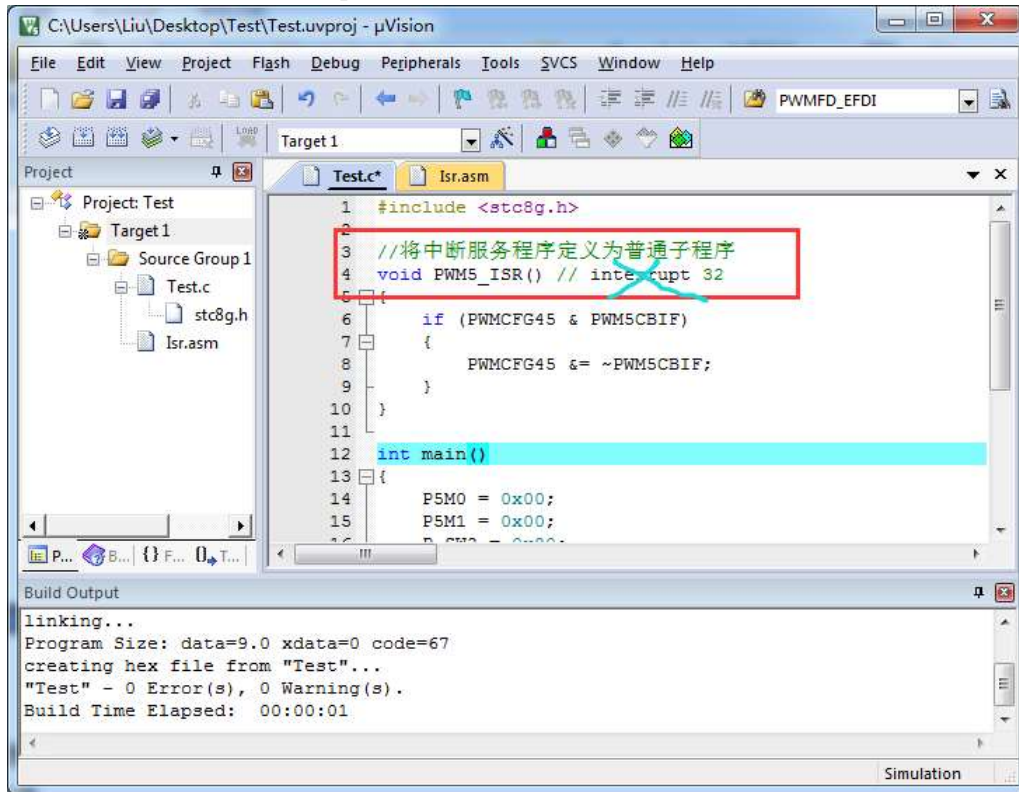 C:\Users\Liu\Desktop\Test\Test.uvproj - µVision
File Edit View Project Flash Debug Peripherals Tools SVCS Window Help
PWMFD_EFDI
LOAD Target 1
Project
Test.c* Isr.asm
Project: Test
Target 1
Source Group 1
Test.c
stc8g.h
Isr.asm
1 #include <stc8g.h>
2
3 //将中断服务程序定义为普通子程序
4 void PWM5_ISR() // interrupt 32
5 {
6 if (PWMCFG45 & PWM5CBIF)
7 {
8 PWMCFG45 &= ~PWM5CBIF;
9 }
10 }
11
12 int main()
13 {
14 P5M0 = 0x00;
15 P5M1 = 0x00;
P... B... {} F... 0 T...
Build Output
linking...
Program Size: data=9.0 xdata=0 code=67
creating hex file from "Test"...
"Test" - 0 Error(s), 0 Warning(s).
Build Time Elapsed: 00:00:01
Simulation